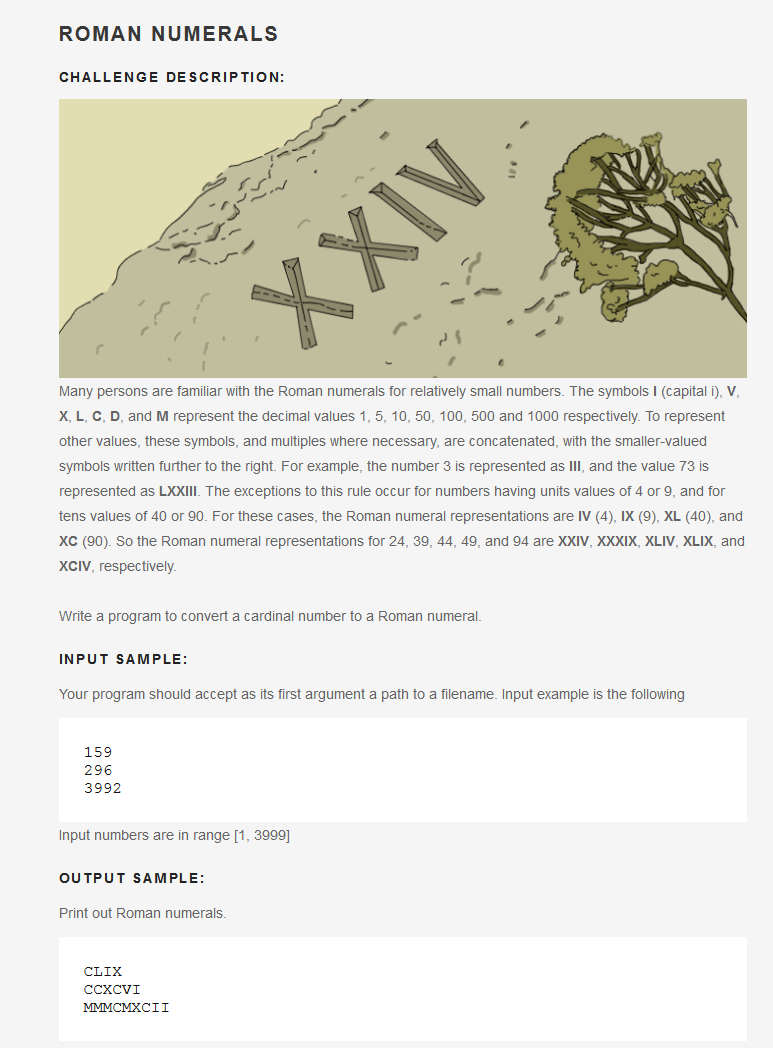 ROMAN NUMERALS
CHALLENGE DESCRIPTION:
XXIV
Many persons are familiar with the Roman numerals for relatively small numbers. The symbols I (capital i), V,
X, L, C, D, and M represent the decimal values 1, 5, 10, 50, 100, 500 and 1000 respectively. To represent
other values, these symbols, and multiples where necessary, are concatenated, with the smaller-valued
symbols written further to the right. For example, the number 3 is represented as III, and the value 73 is
represented as LXXIII. The exceptions to this rule occur for numbers having units values of 4 or 9, and for
tens values of 40 or 90. For these cases, the Roman numeral representations are IV (4), IX (9), XL (40), and
XC (90). So the Roman numeral representations for 24, 39, 44, 49, and 94 are XXIV, XXXIX, XLIV, XLIX, and
XCIV, respectively.
Write a program to convert a cardinal number to a Roman numeral.
INPUT SAMPLE:
Your program should accept as its first argument a path to a filename. Input example is the following
159
296
3992
Input numbers are in range [1, 3999]
OUTPUT SAMPLE:
Print out Roman numerals.
CLIX
CCXCVI
MMMCMXCII